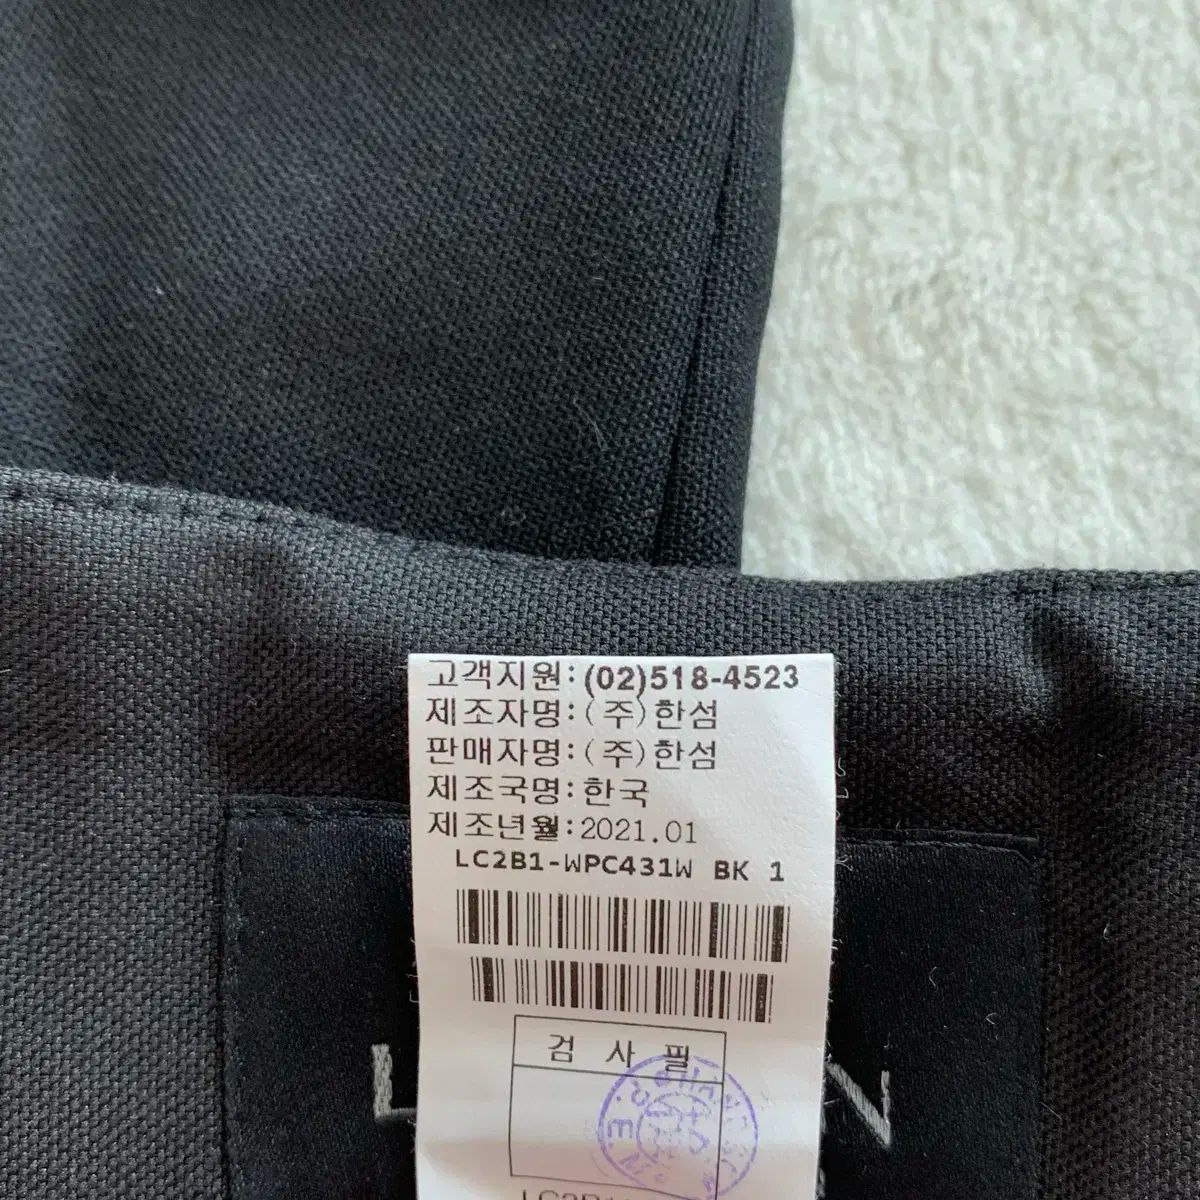 고객지원: (02)518-4523
제조자명: (주)한섬
판매자명: (주)한섬
제조국명: 한국
제조년월: 2021.01
LC2B1-WPC431W BK 1
검 사 필